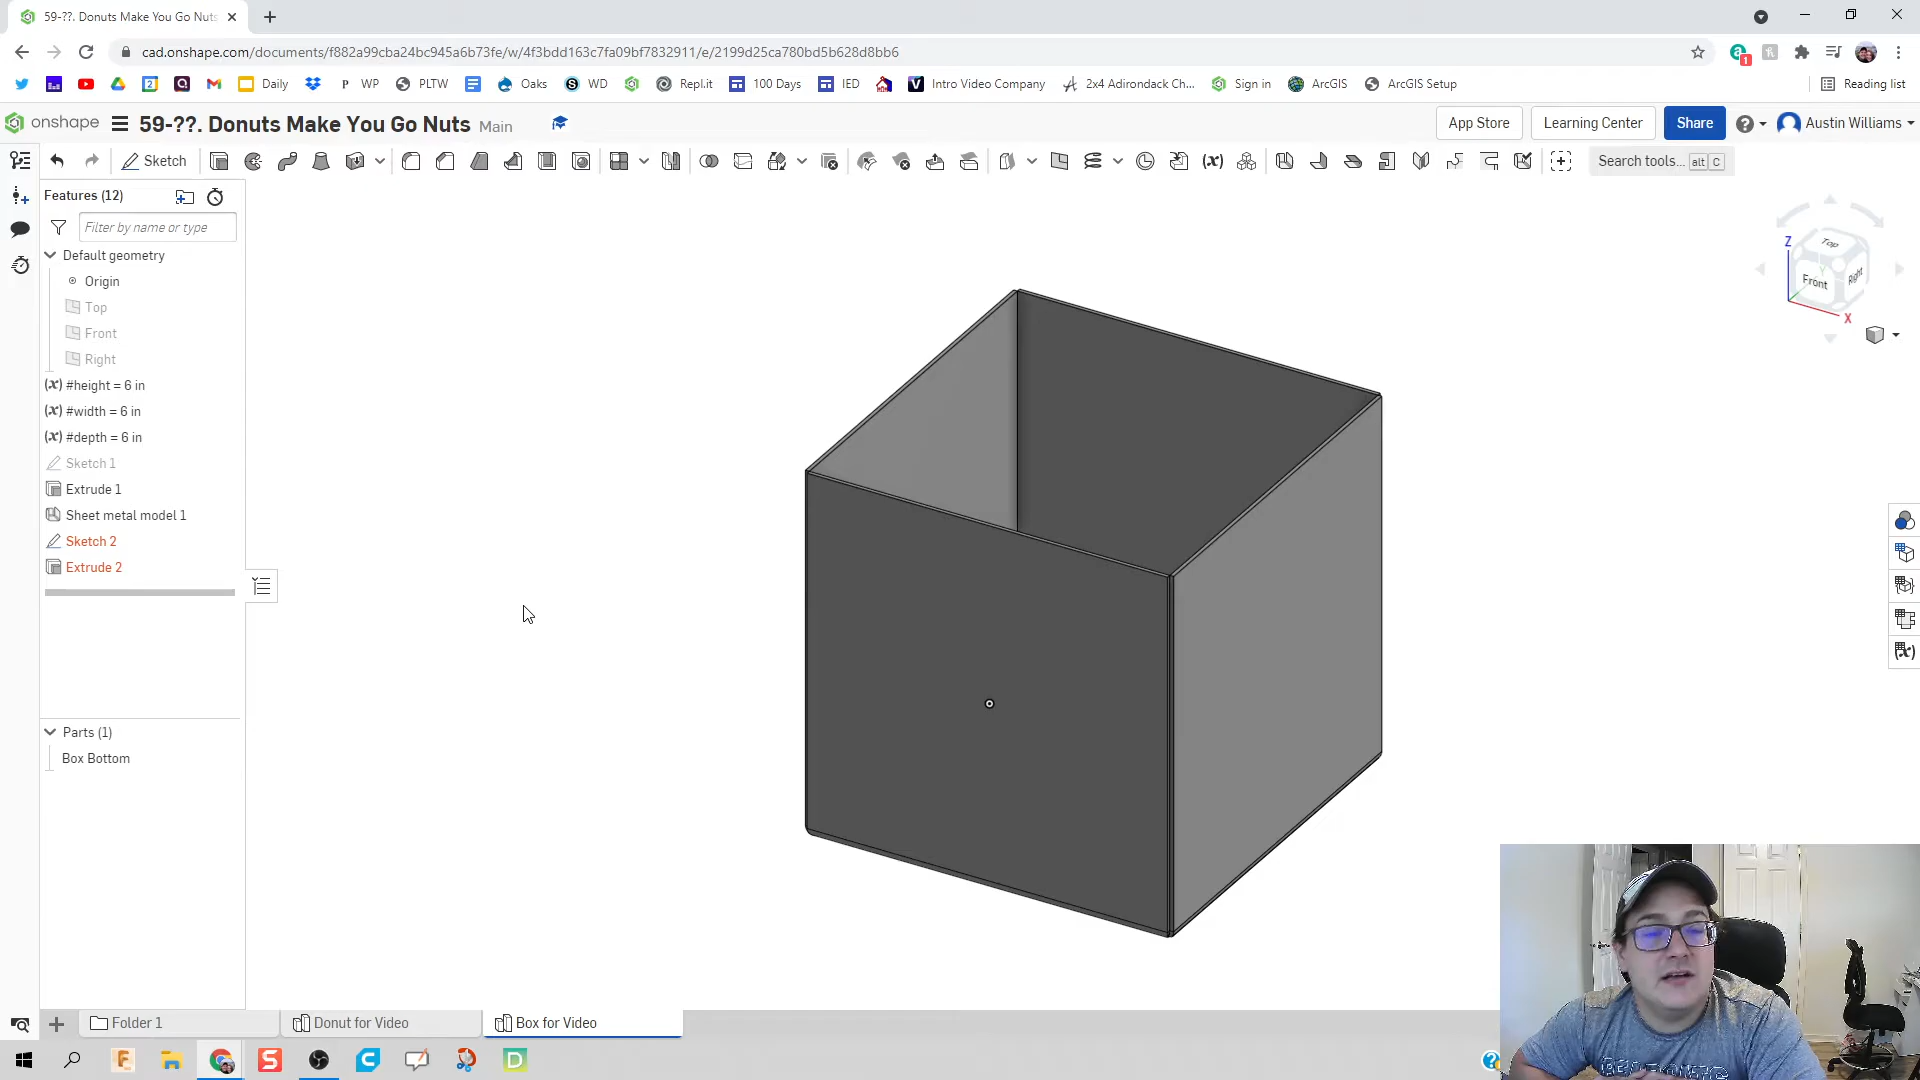 59-??. Donuts Make You Go Nuts
cad.onshape.com/documents/f882a99cba24bc945a6b73fe/w/4f3bdd163c7fa09bf7832911/e/2199d25ca780bd5b628d8bb6
1
2 Daily P WP PLTW Oaks S WD Repl.it 100 Days IED V Intro Video Company 2x4 Adirondack Ch... Sign in ArcGIS ArcGIS Setup Reading list
onshape 59-??. Donuts Make You Go Nuts Main App Store Learning Center Share Austin Williams
Sketch (x) Search tools... alt C
Features (12)
Filter by name or type
Default geometry
Origin
Top
Front
Right
(x) #height = 6 in
(x) #width = 6 in
(x) #depth = 6 in
Sketch 1
Extrude 1
Sheet metal model 1
Sketch 2
Extrude 2
Parts (1)
Box Bottom
Z
Top
Front
Right
X
(x)
Folder 1 Donut for Video Box for Video
F S C D ?